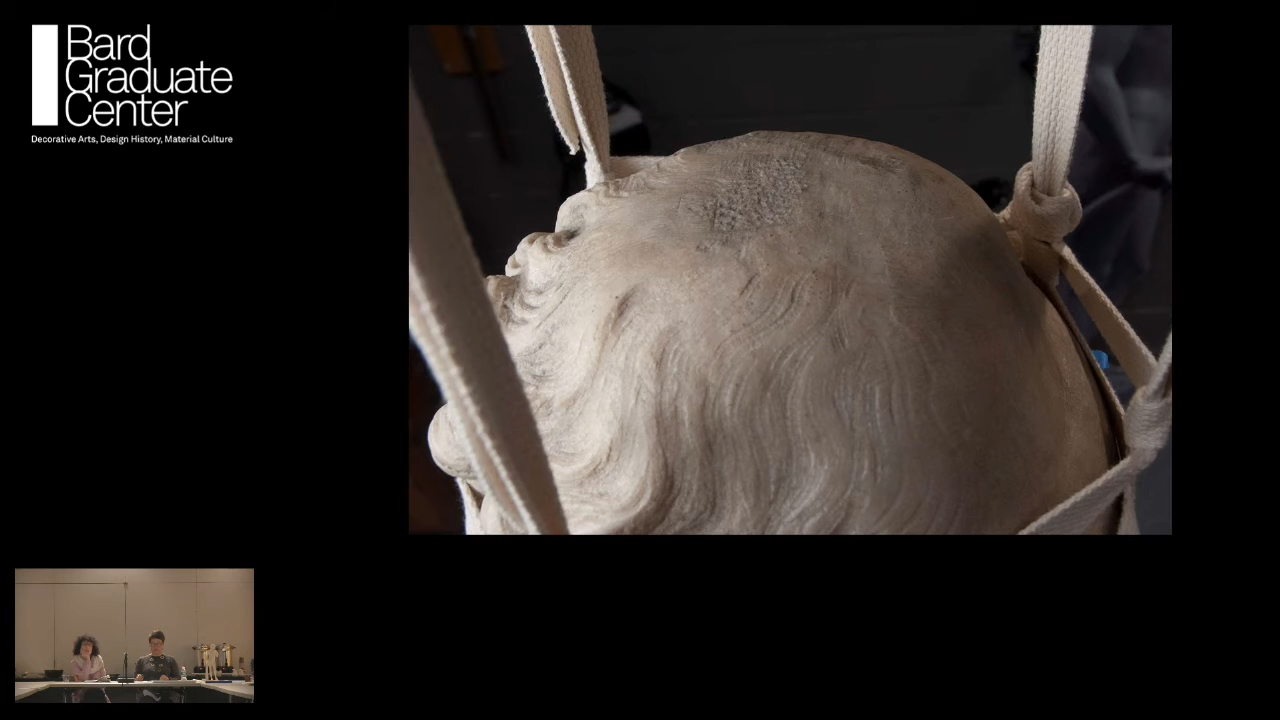 Bard
Graduate
Center
Decorative Arts, Design History, Material Culture